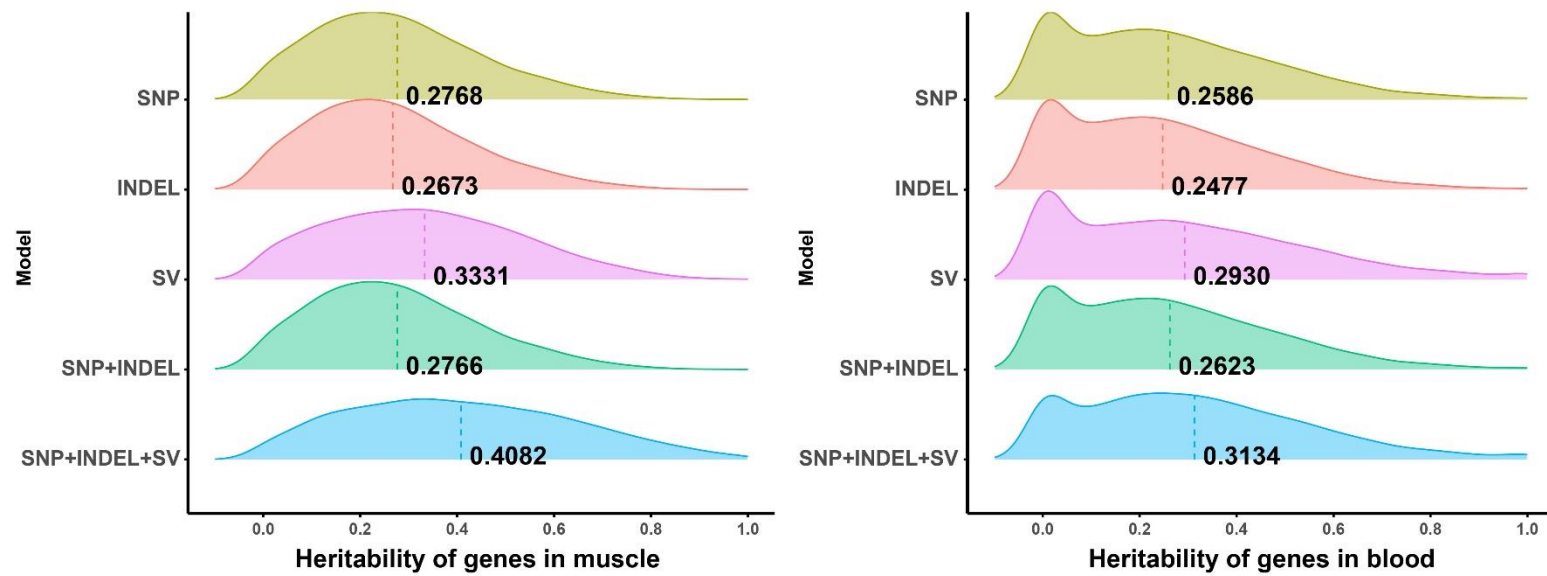 Model
SNP
0.2768
INDEL
0.2673
SV
0.3331
SNP+INDEL
0.2766
SNP+INDEL+SV
0.4082
0.0 0.2 0.4 0.6 0.8 1.0
Heritability of genes in muscle
Model
SNP
0.2586
INDEL
0.2477
SV
0.2930
SNP+INDEL
0.2623
SNP+INDEL+SV
0.3134
0.0 0.2 0.4 0.6 0.8 1.0
Heritability of genes in blood